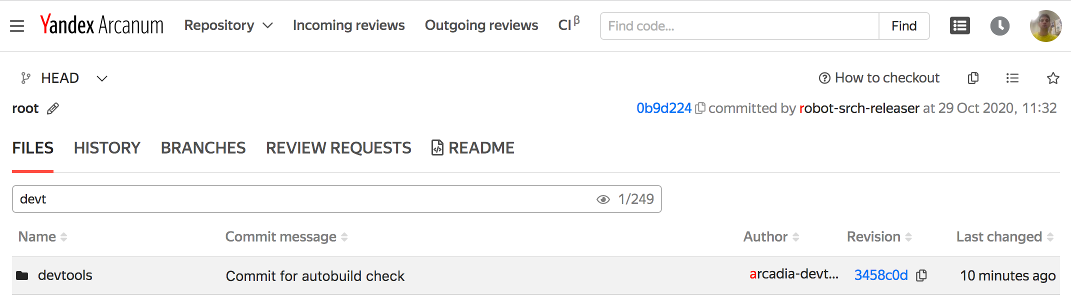 Yandex Arcanum Repository Incoming reviews Outgoing reviews CI β Find code... Find
HEAD How to checkout
root 0b9d224 committed by robot-srch-releaser at 29 Oct 2020, 11:32
FILES HISTORY BRANCHES REVIEW REQUESTS README
devt 1/249
Name Commit message Author Revision Last changed
devtools Commit for autobuild check arcadia-devt... 3458c0d 10 minutes ago